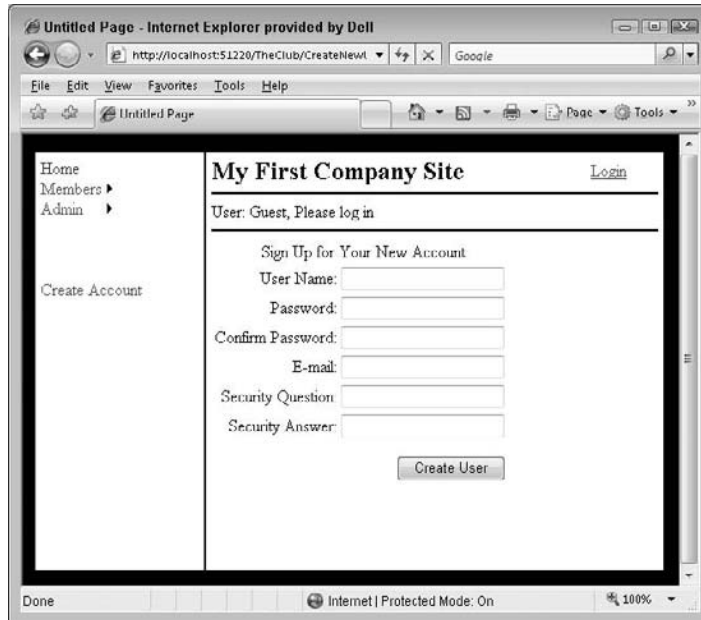 Untitled Page - Internet Explorer provided by Dell
http://localhost:51220/TheClub/CreateNewU
Google
File Edit View Favorites Tools Help
Untitled Page
Page Tools »
Home
Members
Admin
Create Account
My First Company Site
Login
User: Guest, Please log in
Sign Up for Your New Account
User Name:
Password:
Confirm Password:
E-mail:
Security Question:
Security Answer:
Create User
Done
Internet | Protected Mode: On
100%